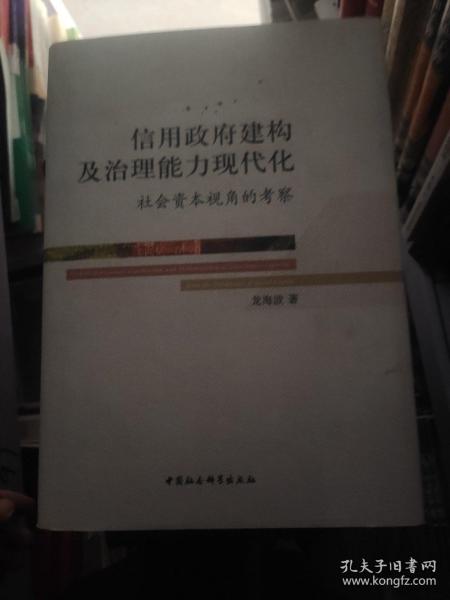 信用政府建构
及治理能力现代化
社会资本视角的考察
龙海波 著
中国社会科学出版社
孔夫子旧书网
www.kongfz.com